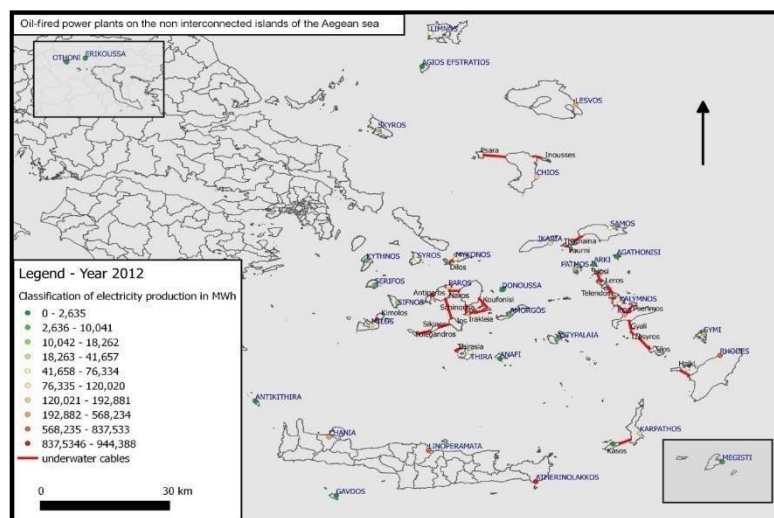 Oil-fired power plants on the non interconnected islands of the Aegean sea
LIMNOS
ERIKOUSSA
OTHONI
AGIOS EFSTRATIOS
LESVOS
SKYROS
Psara
Inousses
CHIOS
SAMOS
IKARIA
Thymaina
Fourni
AGATHONISI
KYTHNOS
SYROS
MYKONOS
Dilos
PATMOS
ARKI
Lipsi
Leros
SERIFOS
PAROS
DONOUSSA
Telendos
KALYMNOS
Antiparos
Naxos
Koufonisi
SIFNOS
Schinousa
Pserimos
Kimolos
Irakleia
AMORGOS
KOS
MILOS
Sikinos
Ios
Gyali
Folegandros
ASTYPALAIA
Nisyros
SYMI
Thirasia
Tilos
THIRA
ANAFI
RHODES
Halki
ANTIKITHIRA
KARPATHOS
CHANIA
Kasos
LINOPERAMATA
MEGISTI
ATHERINOLAKKOS
GAVDOS
Legend - Year 2012
Classification of electricity production in MWh
0 - 2,635
2,636 - 10,041
10,042 - 18,262
18,263 - 41,657
41,658 - 76,334
76,335 - 120,020
120,021 - 192,881
192,882 - 568,234
568,235 - 837,533
837,5346 - 944,388
underwater cables
0
30 km